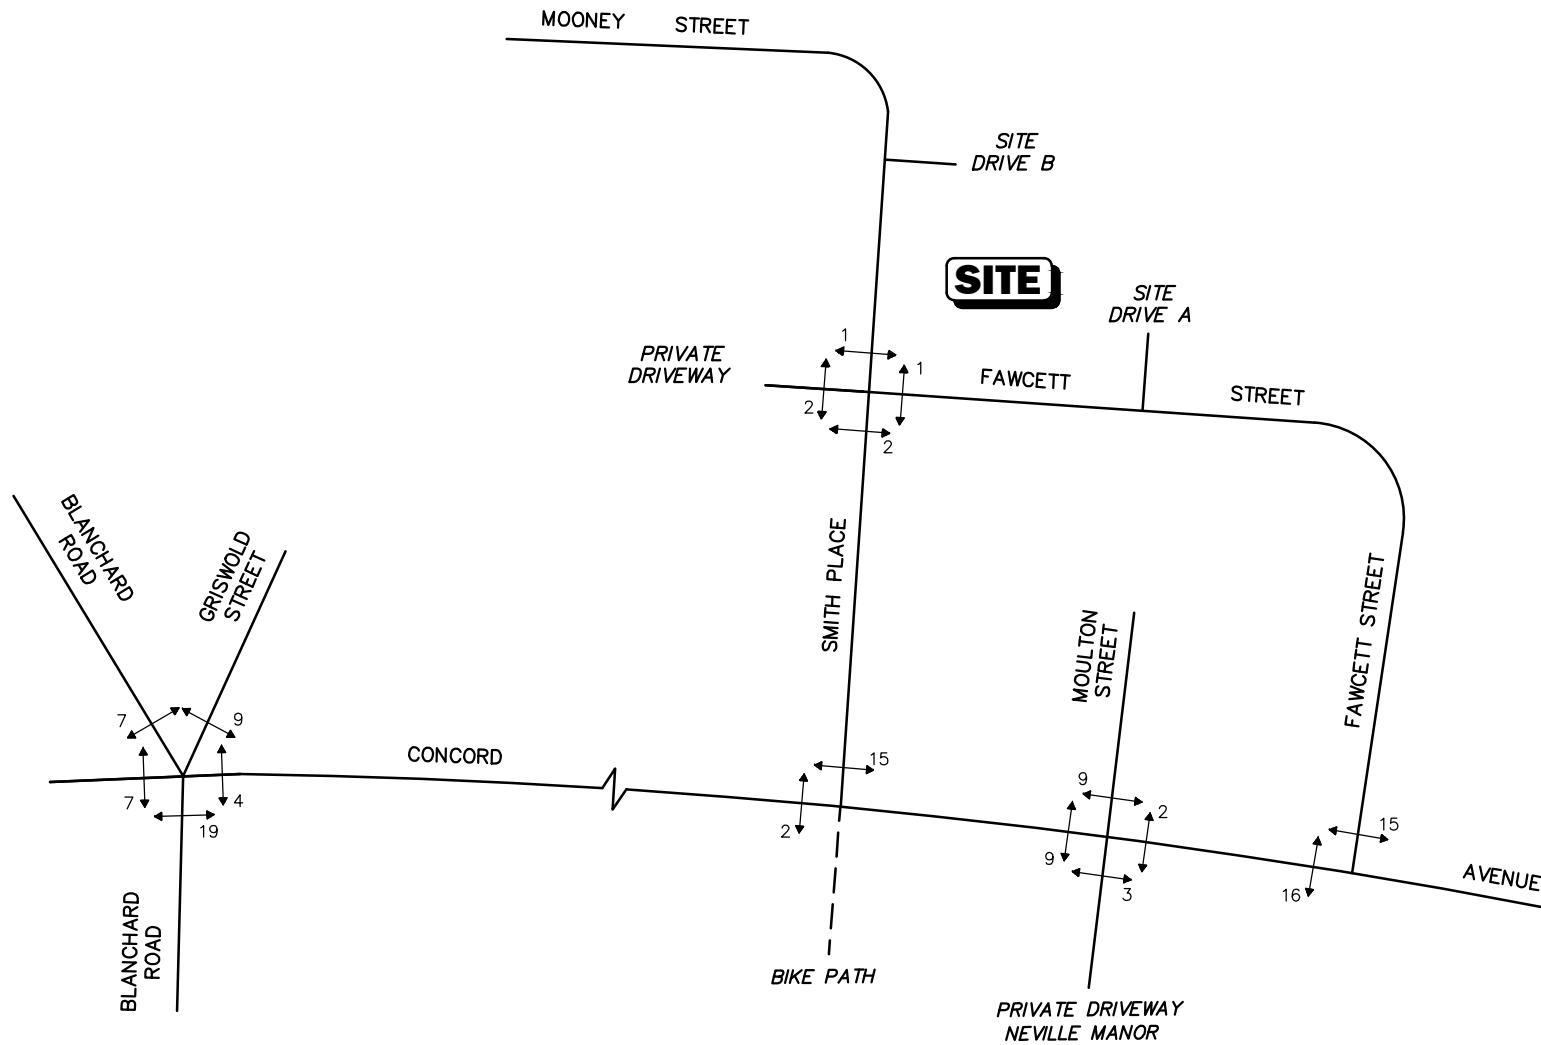 MOONEY STREET
SITE
DRIVE B
SITE
SITE
DRIVE A
1
PRIVATE
DRIVEWAY
1
FAWCETT STREET
2
2
BLANCHARD
ROAD
GRISWOLD
STREET
SMITH PLACE
MOULTON
STREET
FAWCETT STREET
7
9
CONCORD
15
9
2
15
7
4
19
2
9
3
16
AVENUE
BLANCHARD
ROAD
BIKE PATH
PRIVATE DRIVEWAY
NEVILLE MANOR